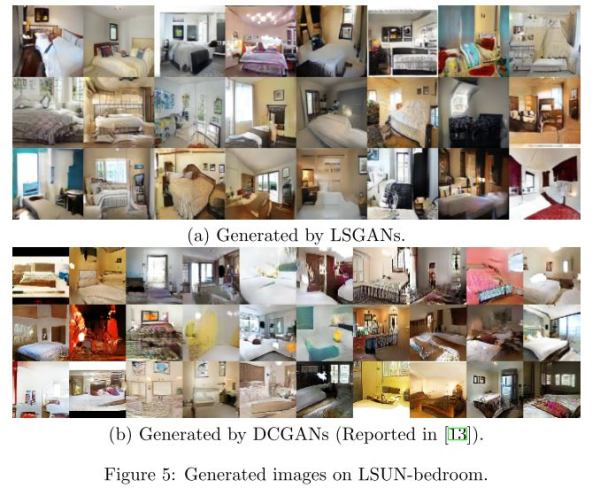 (a) Generated by LSGANs.
(b) Generated by DCGANs (Reported in [13]).
Figure 5: Generated images on LSUN-bedroom.